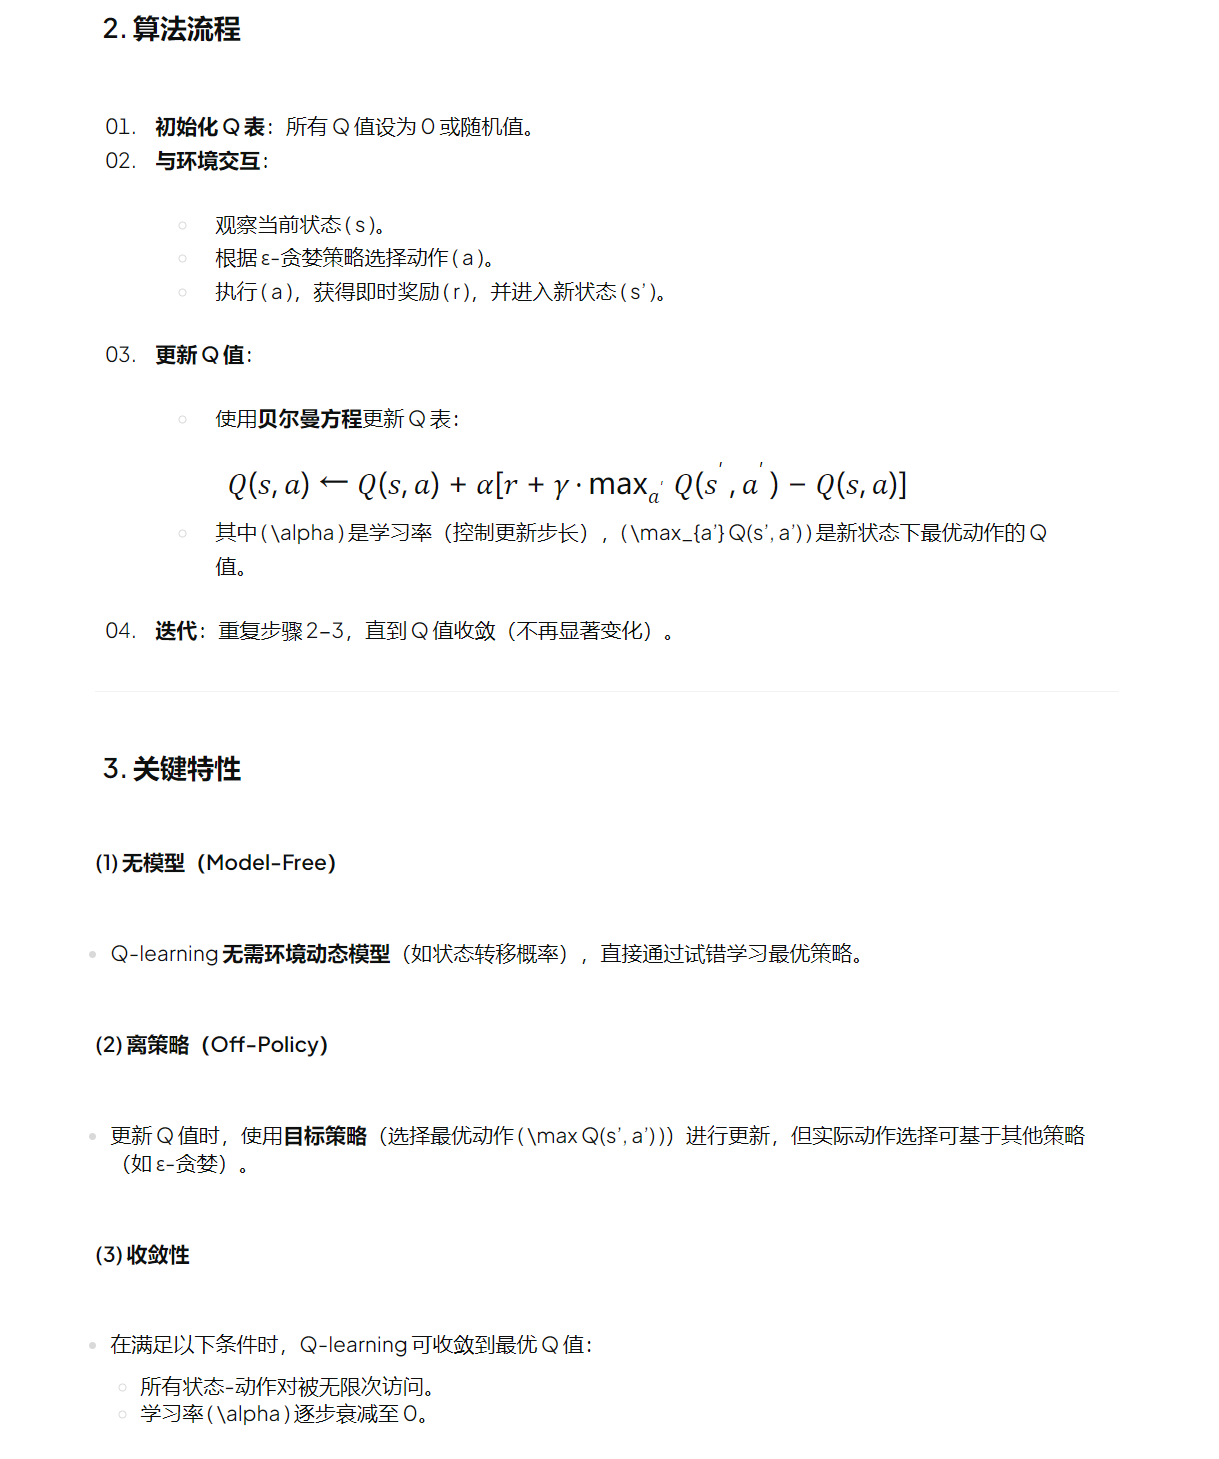 2. 算法流程
01. 初始化 Q 表：所有 Q 值设为 0 或随机值。
02. 与环境交互：
观察当前状态 ( s )。
根据 ε-贪婪策略选择动作 ( a )。
执行 ( a )，获得即时奖励 ( r )，并进入新状态 ( s’ )。
03. 更新 Q 值：
使用贝尔曼方程更新 Q 表：
Q(s, a) ← Q(s, a) + α[r + γ · max_{a′} Q(s′, a′) − Q(s, a)]
其中 ( \alpha ) 是学习率（控制更新步长），( \max_{a’} Q(s’, a’) ) 是新状态下最优动作的 Q
值。
04. 迭代：重复步骤 2-3，直到 Q 值收敛（不再显著变化）。
3. 关键特性
(1) 无模型（Model-Free）
Q-learning 无需环境动态模型（如状态转移概率），直接通过试错学习最优策略。
(2) 离策略（Off-Policy）
更新 Q 值时，使用目标策略（选择最优动作 ( \max Q(s’, a’) )）进行更新，但实际动作选择可基于其他策略
（如 ε-贪婪）。
(3) 收敛性
在满足以下条件时，Q-learning 可收敛到最优 Q 值：
所有状态-动作对被无限次访问。
学习率 ( \alpha ) 逐步衰减至 0。